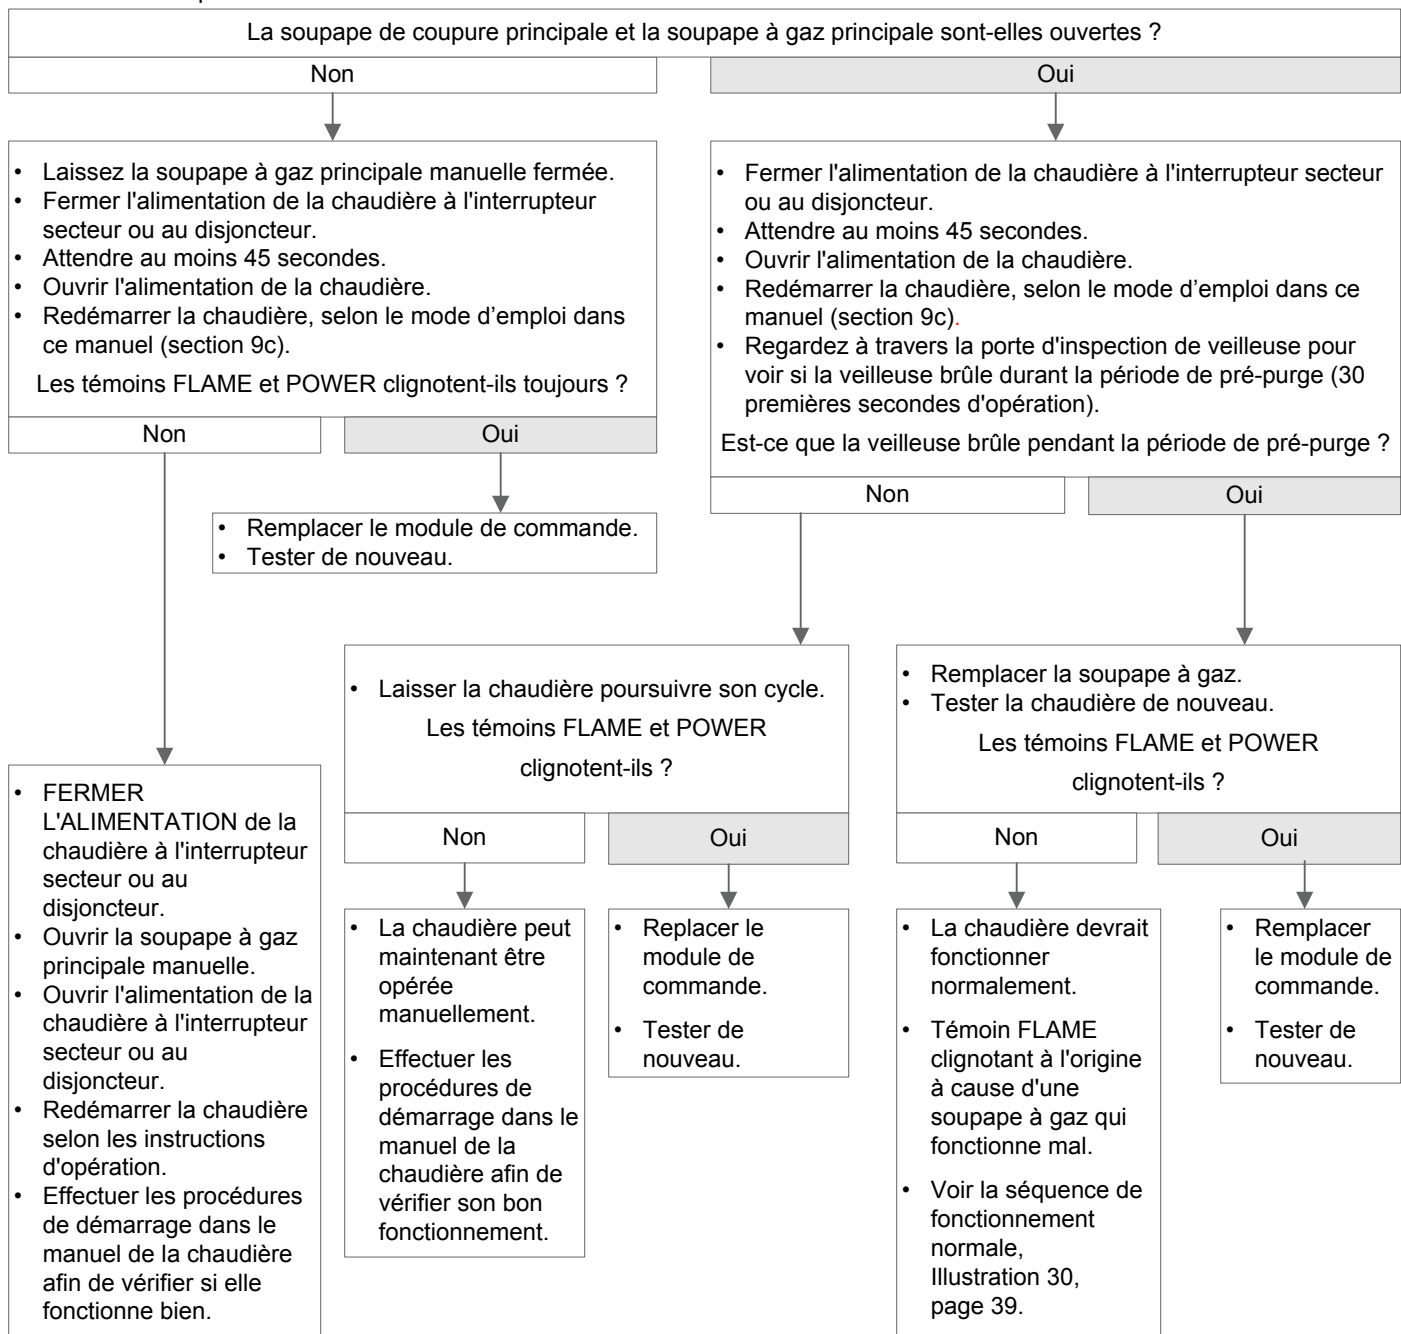 La soupape de coupure principale et la soupape à gaz principale sont-elles ouvertes ?
Non
Oui
• Laissez la soupape à gaz principale manuelle fermée.
• Fermer l'alimentation de la chaudière à l'interrupteur
secteur ou au disjoncteur.
• Attendre au moins 45 secondes.
• Ouvrir l'alimentation de la chaudière.
• Redémarrer la chaudière, selon le mode d’emploi dans
ce manuel (section 9c).
Les témoins FLAME et POWER clignotent-ils toujours ?
Non
Oui
• Fermer l'alimentation de la chaudière à l'interrupteur secteur
ou au disjoncteur.
• Attendre au moins 45 secondes.
• Ouvrir l'alimentation de la chaudière.
• Redémarrer la chaudière, selon le mode d’emploi dans ce
manuel (section 9c).
• Regardez à travers la porte d'inspection de veilleuse pour
voir si la veilleuse brûle durant la période de pré-purge (30
premières secondes d'opération).
Est-ce que la veilleuse brûle pendant la période de pré-purge ?
Non
Oui
• Remplacer le module de commande.
• Tester de nouveau.
• Laisser la chaudière poursuivre son cycle.
Les témoins FLAME et POWER
clignotent-ils ?
Non
Oui
• Remplacer la soupape à gaz.
• Tester la chaudière de nouveau.
Les témoins FLAME et POWER
clignotent-ils ?
Non
Oui
• FERMER
L'ALIMENTATION de la
chaudière à l'interrupteur
secteur ou au
disjoncteur.
• Ouvrir la soupape à gaz
principale manuelle.
• Ouvrir l'alimentation de la
chaudière à l'interrupteur
secteur ou au
disjoncteur.
• Redémarrer la chaudière
selon les instructions
d'opération.
• Effectuer les procédures
de démarrage dans le
manuel de la chaudière
afin de vérifier si elle
fonctionne bien.
• La chaudière peut
maintenant être
opérée
manuellement.
• Effectuer les
procédures de
démarrage dans le
manuel de la
chaudière afin de
vérifier son bon
fonctionnement.
• Replacer le
module de
commande.
• Tester de
nouveau.
• La chaudière devrait
fonctionner
normalement.
• Témoin FLAME
clignotant à l'origine
à cause d'une
soupape à gaz qui
fonctionne mal.
• Voir la séquence de
fonctionnement
normale,
Illustration 30,
page 39.
• Remplacer
le module de
commande.
• Tester de
nouveau.